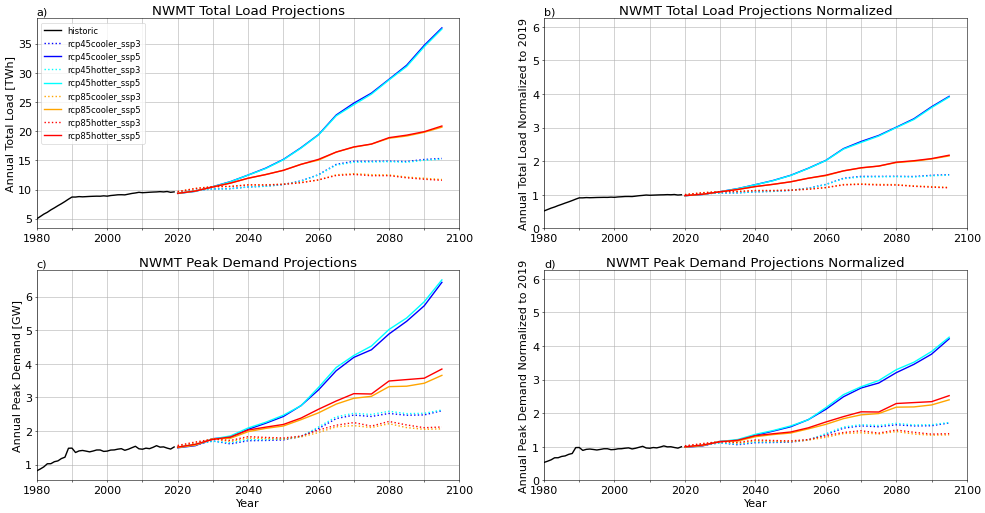 a)
NWMT Total Load Projections
Annual Total Load [TWh]
35
30
25
20
15
10
5
historic
rcp45cooler_ssp3
rcp45cooler_ssp5
rcp45hotter_ssp3
rcp45hotter_ssp5
rcp85cooler_ssp3
rcp85cooler_ssp5
rcp85hotter_ssp3
rcp85hotter_ssp5
1980 2000 2020 2040 2060 2080 2100
b)
NWMT Total Load Projections Normalized
Annual Total Load Normalized to 2019
6
5
4
3
2
1
0
1980 2000 2020 2040 2060 2080 2100
c)
NWMT Peak Demand Projections
Annual Peak Demand [GW]
6
5
4
3
2
1
1980 2000 2020 2040 2060 2080 2100
Year
d)
NWMT Peak Demand Projections Normalized
Annual Peak Demand Normalized to 2019
6
5
4
3
2
1
0
1980 2000 2020 2040 2060 2080 2100
Year